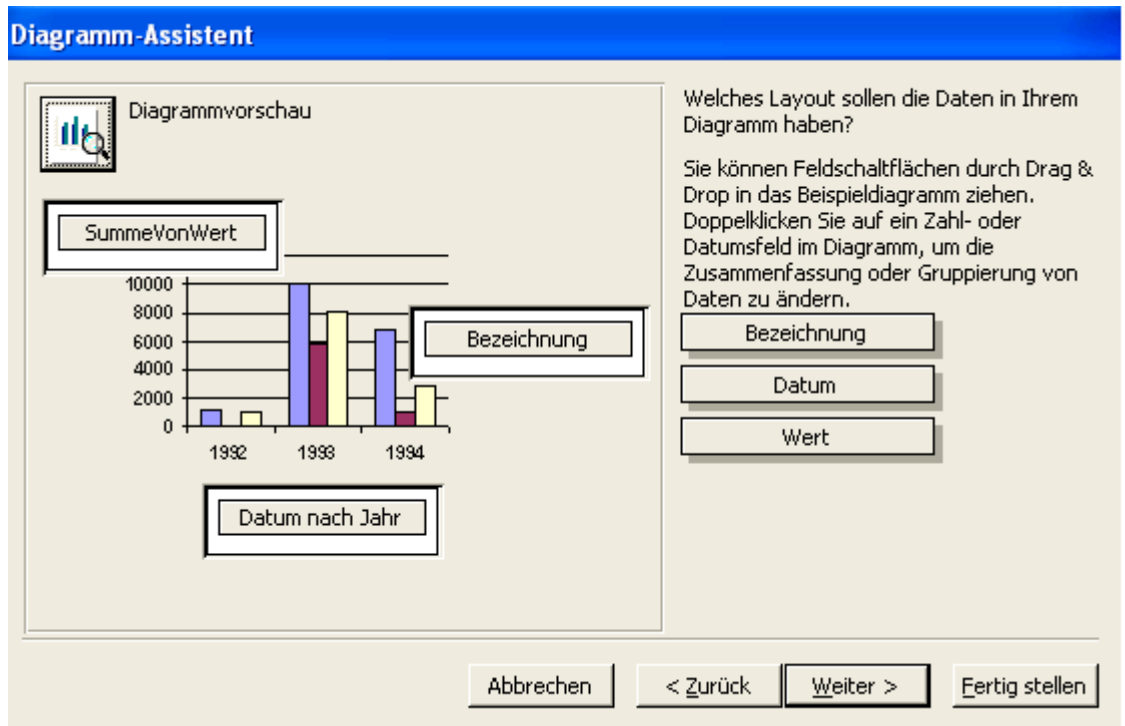 Diagramm-Assistent
Diagrammvorschau
SummeVonWert
10000
8000
6000
4000
2000
0
1992
1993
1994
Bezeichnung
Datum nach Jahr
Welches Layout sollen die Daten in Ihrem
Diagramm haben?
Sie können Feldschaltflächen durch Drag &
Drop in das Beispieldiagramm ziehen.
Doppelklicken Sie auf ein Zahl- oder
Datumsfeld im Diagramm, um die
Zusammenfassung oder Gruppierung von
Daten zu ändern.
Bezeichnung
Datum
Wert
Abbrechen
< Zurück
Weiter >
Fertig stellen